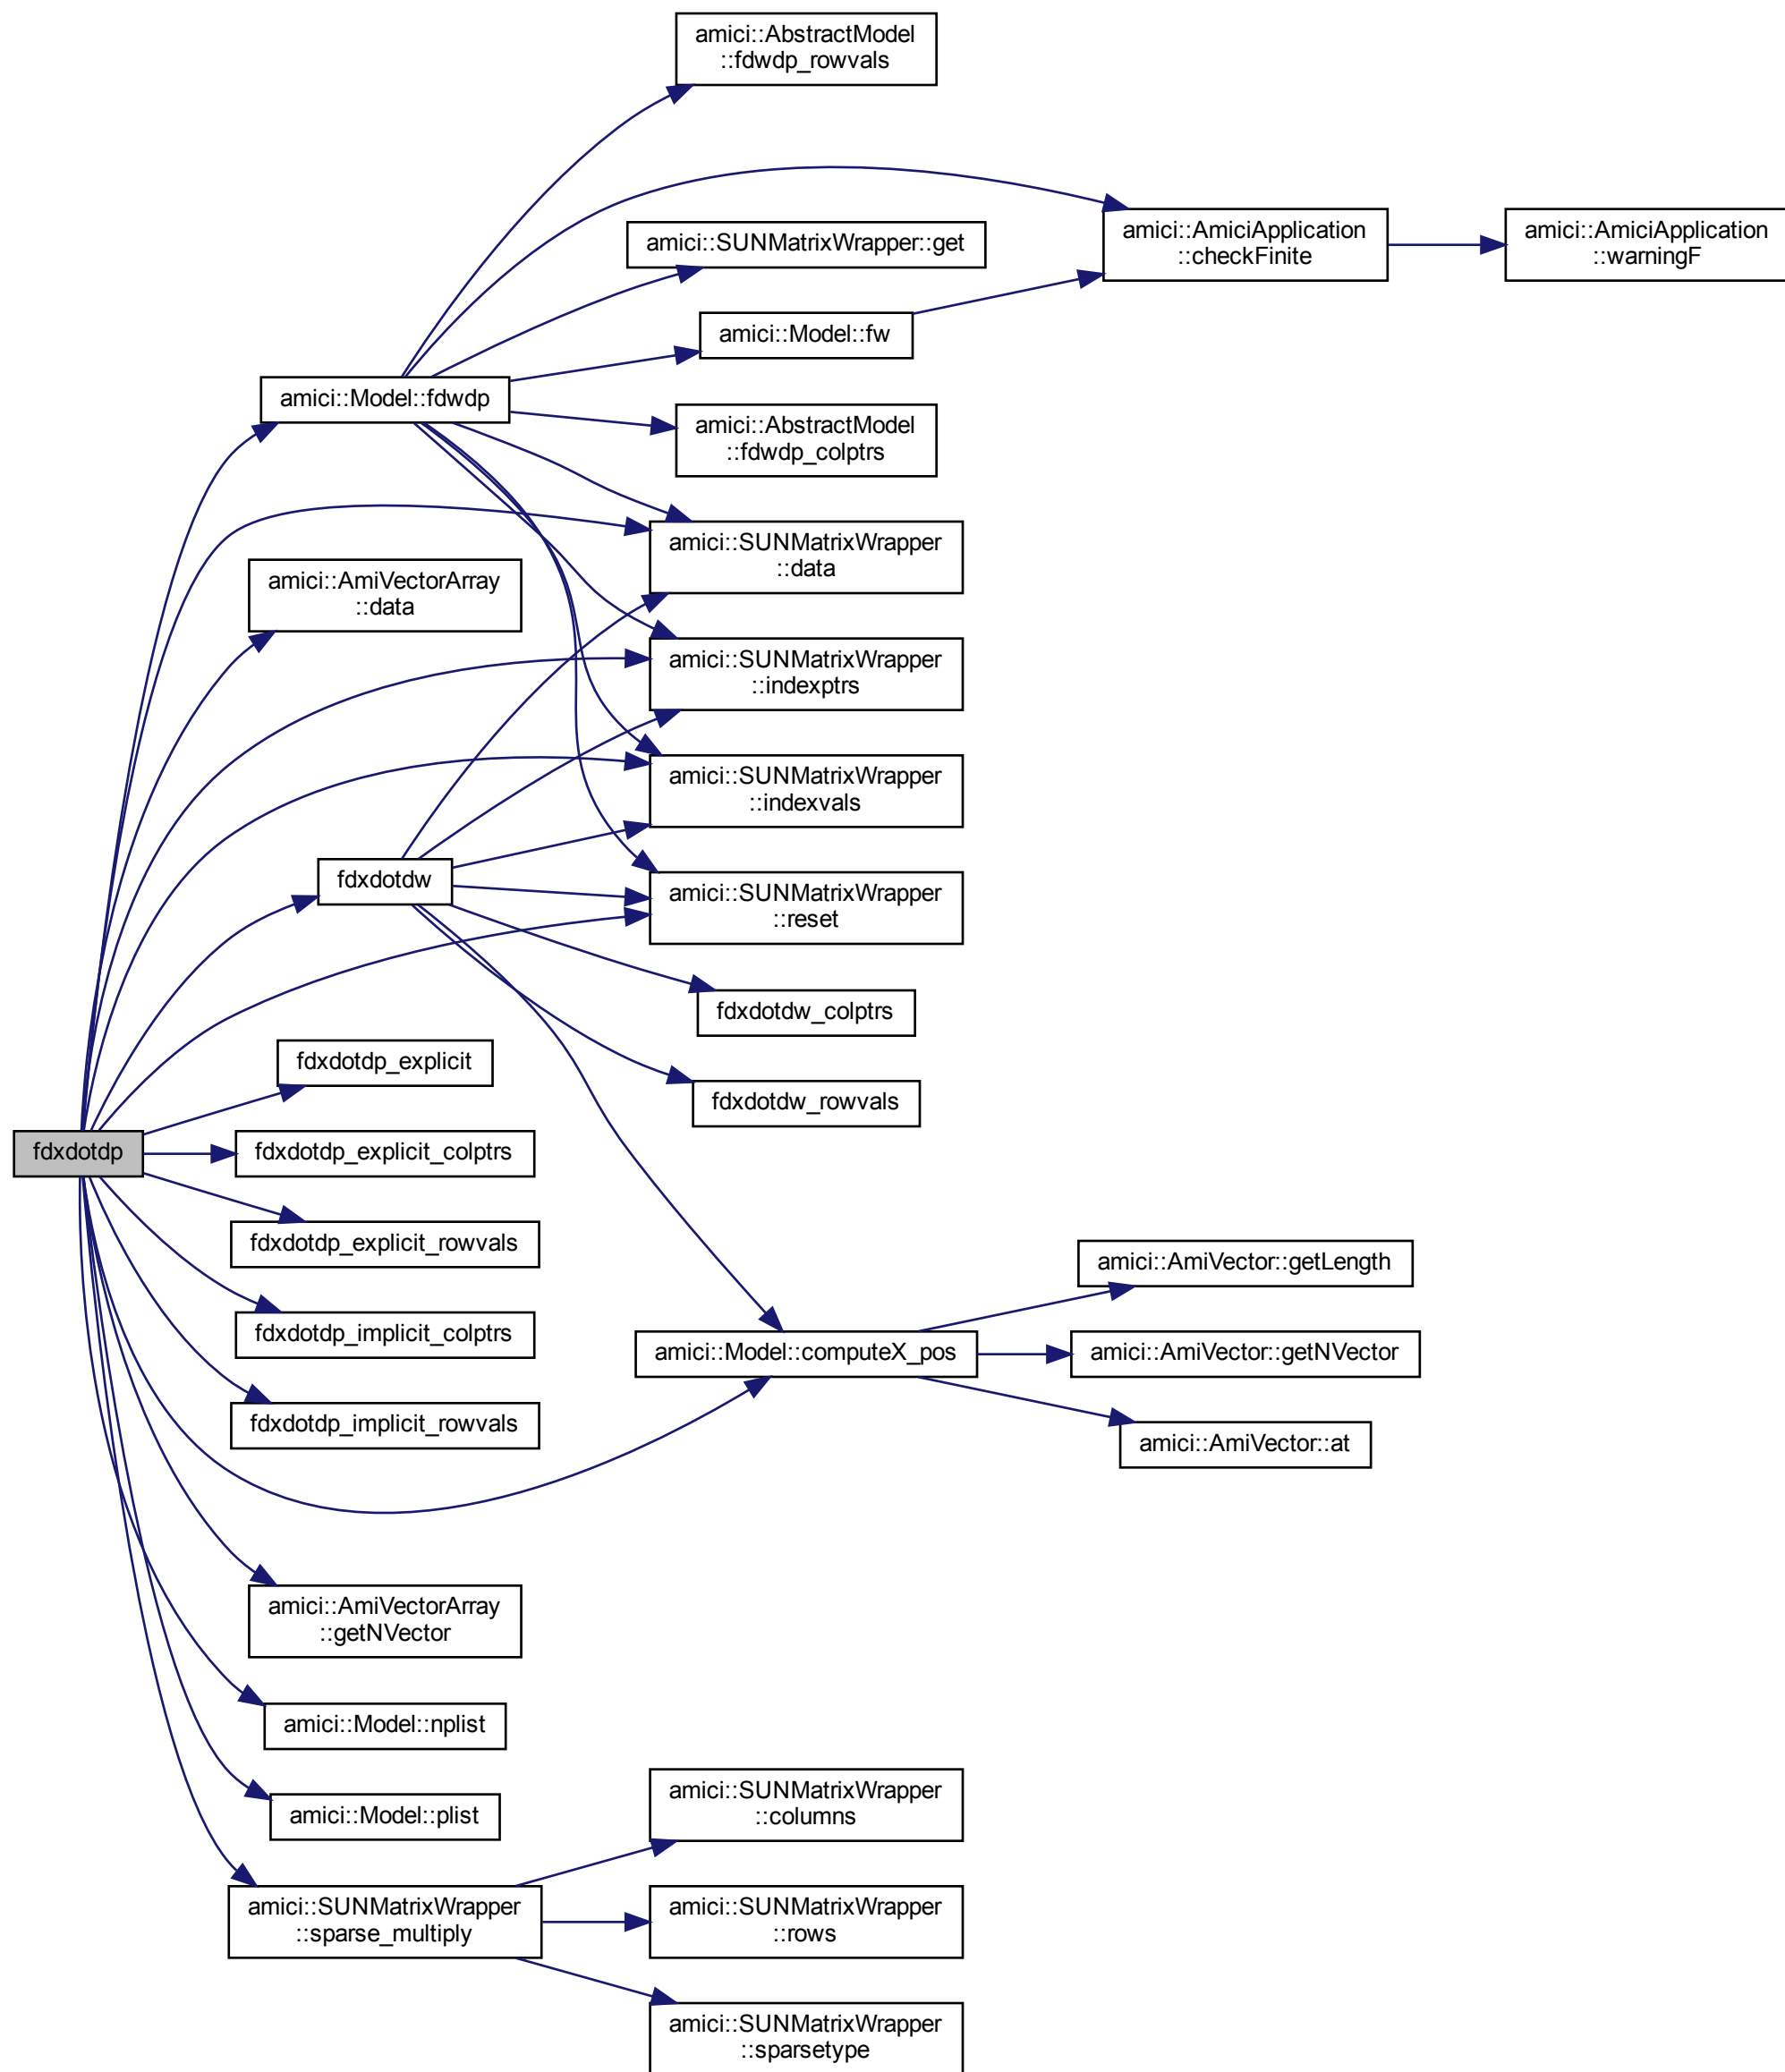 amici::AbstractModel
::fdwdp_rowvals
amici::AmiciApplication
::checkFinite
amici::AmiciApplication
::warningF
amici::SUNMatrixWrapper::get
amici::Model::fw
amici::Model::fdwdp
amici::AbstractModel
::fdwdp_colptrs
amici::SUNMatrixWrapper
::data
amici::AmiVectorArray
::data
amici::SUNMatrixWrapper
::indexptrs
amici::SUNMatrixWrapper
::indexvals
fdxdotdw
amici::SUNMatrixWrapper
::reset
fdxdotdw_colptrs
fdxdotdp_explicit
fdxdotdw_rowvals
fdxdotdp
fdxdotdp_explicit_colptrs
fdxdotdp_explicit_rowvals
amici::AmiVector::getLength
fdxdotdp_implicit_colptrs
amici::Model::computeX_pos
amici::AmiVector::getNVector
fdxdotdp_implicit_rowvals
amici::AmiVector::at
amici::AmiVectorArray
::getNVector
amici::Model::nplist
amici::Model::plist
amici::SUNMatrixWrapper
::columns
amici::SUNMatrixWrapper
::sparse_multiply
amici::SUNMatrixWrapper
::rows
amici::SUNMatrixWrapper
::sparsetype